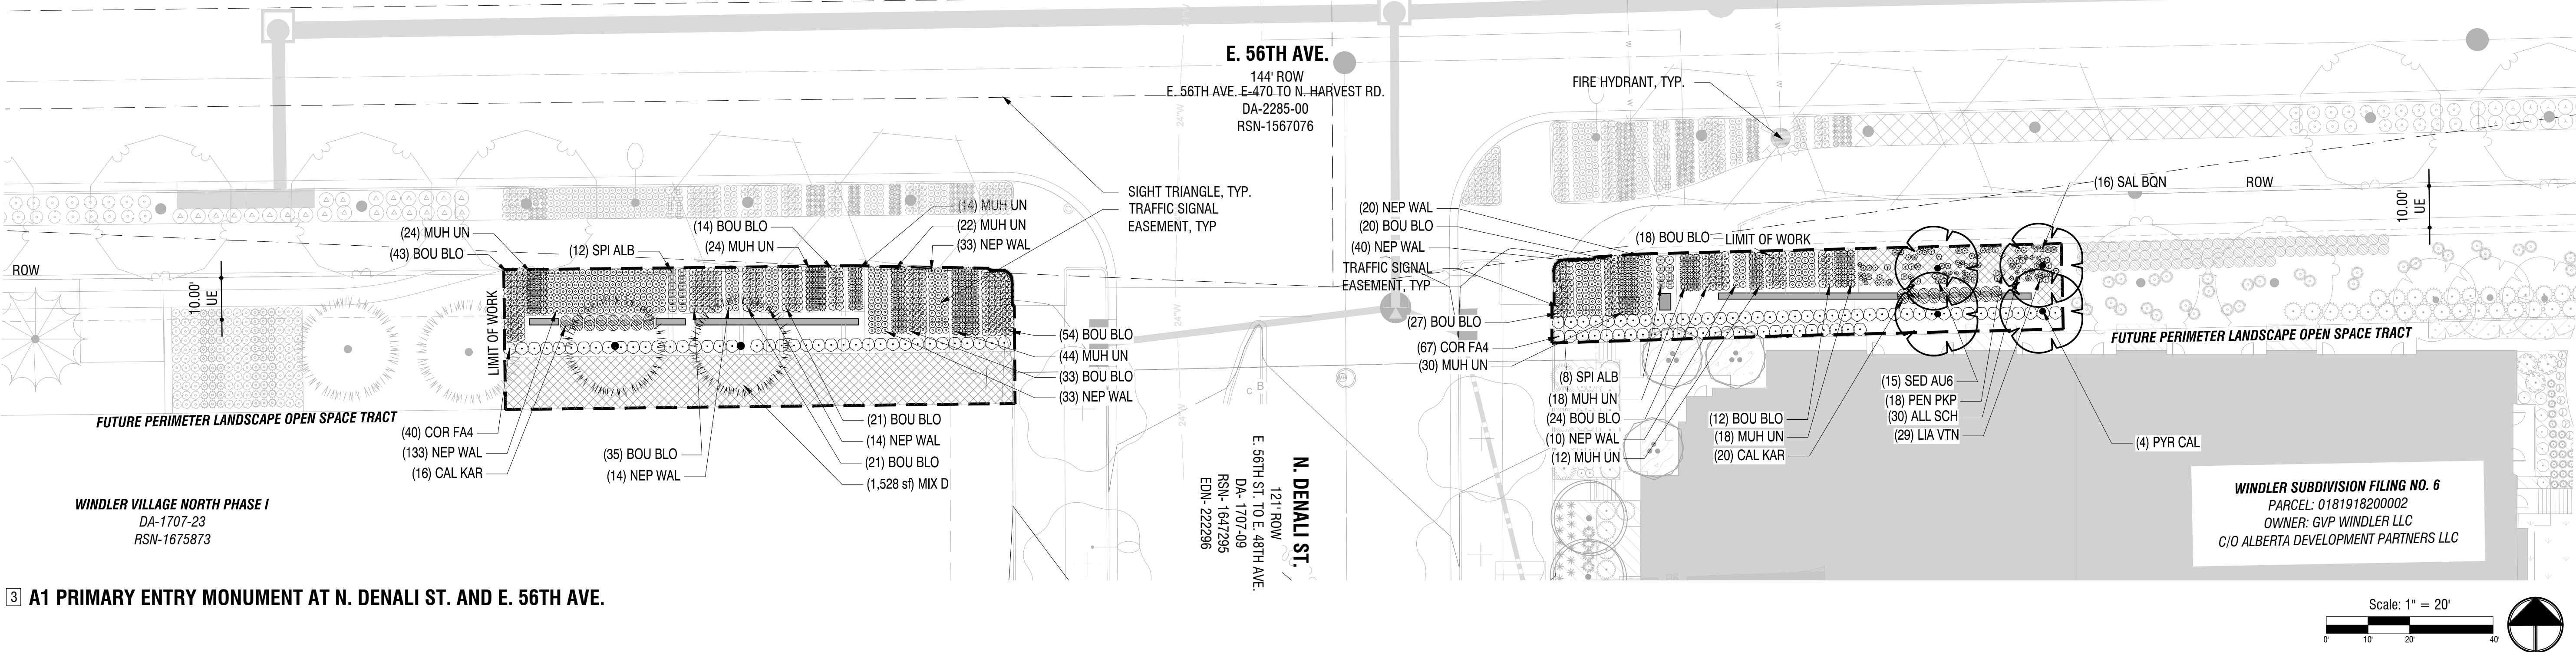 E. 56TH AVE.
144' ROW
E. 56TH AVE. E-470 TO N. HARVEST RD.
DA-2285-00
RSN-1567076
FIRE HYDRANT, TYP.
SIGHT TRIANGLE, TYP.
TRAFFIC SIGNAL
EASEMENT, TYP
(14) MUH UN
(22) MUH UN
(33) NEP WAL
(14) BOU BLO
(24) MUH UN
(12) SPI ALB
(24) MUH UN
(43) BOU BLO
ROW
10.00'
UE
LIMIT OF WORK
(54) BOU BLO
(44) MUH UN
(33) BOU BLO
(33) NEP WAL
(21) BOU BLO
(14) NEP WAL
(21) BOU BLO
(1,528 sf) MIX D
(35) BOU BLO
(14) NEP WAL
(40) COR FA4
(133) NEP WAL
(16) CAL KAR
FUTURE PERIMETER LANDSCAPE OPEN SPACE TRACT
WINDLER VILLAGE NORTH PHASE I
DA-1707-23
RSN-1675873
24"W
24"W
24"W
24"W
W
W
W
W
C
B
N. DENALI ST.
121' ROW
E. 56TH ST. TO E. 48TH AVE.
DA- 1707-09
RSN- 1647295
EDN- 222296
(20) NEP WAL
(20) BOU BLO
(40) NEP WAL
TRAFFIC SIGNAL
EASEMENT, TYP
(27) BOU BLO
(67) COR FA4
(30) MUH UN
(18) BOU BLO
LIMIT OF WORK
(16) SAL BQN
ROW
10.00'
UE
(8) SPI ALB
(18) MUH UN
(24) BOU BLO
(10) NEP WAL
(12) MUH UN
(12) BOU BLO
(18) MUH UN
(20) CAL KAR
(15) SED AU6
(18) PEN PKP
(30) ALL SCH
(29) LIA VTN
(4) PYR CAL
FUTURE PERIMETER LANDSCAPE OPEN SPACE TRACT
WINDLER SUBDIVISION FILING NO. 6
PARCEL: 0181918200002
OWNER: GVP WINDLER LLC
C/O ALBERTA DEVELOPMENT PARTNERS LLC
3 A1 PRIMARY ENTRY MONUMENT AT N. DENALI ST. AND E. 56TH AVE.
Scale: 1" = 20'
0' 10' 20' 40'